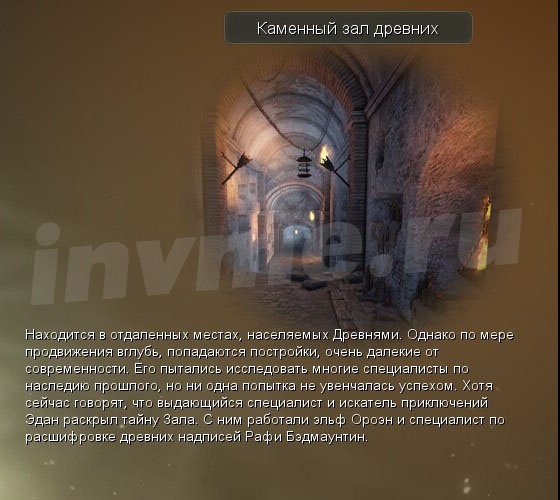 Каменный зал древних
invnie.ru
Находится в отдаленных местах, населяемых Древнями. Однако по мере
продвижения вглубь, попадаются постройки, очень далекие от
современности. Его пытались исследовать многие специалисты по
наследию прошлого, но ни одна попытка не увенчалась успехом. Хотя
сейчас говорят, что выдающийся специалист и искатель приключений
Эдан раскрыл тайну Зала. С ним работали эльф Ороэн и специалист по
расшифровке древних надписей Рафи Бэдмаунтин.